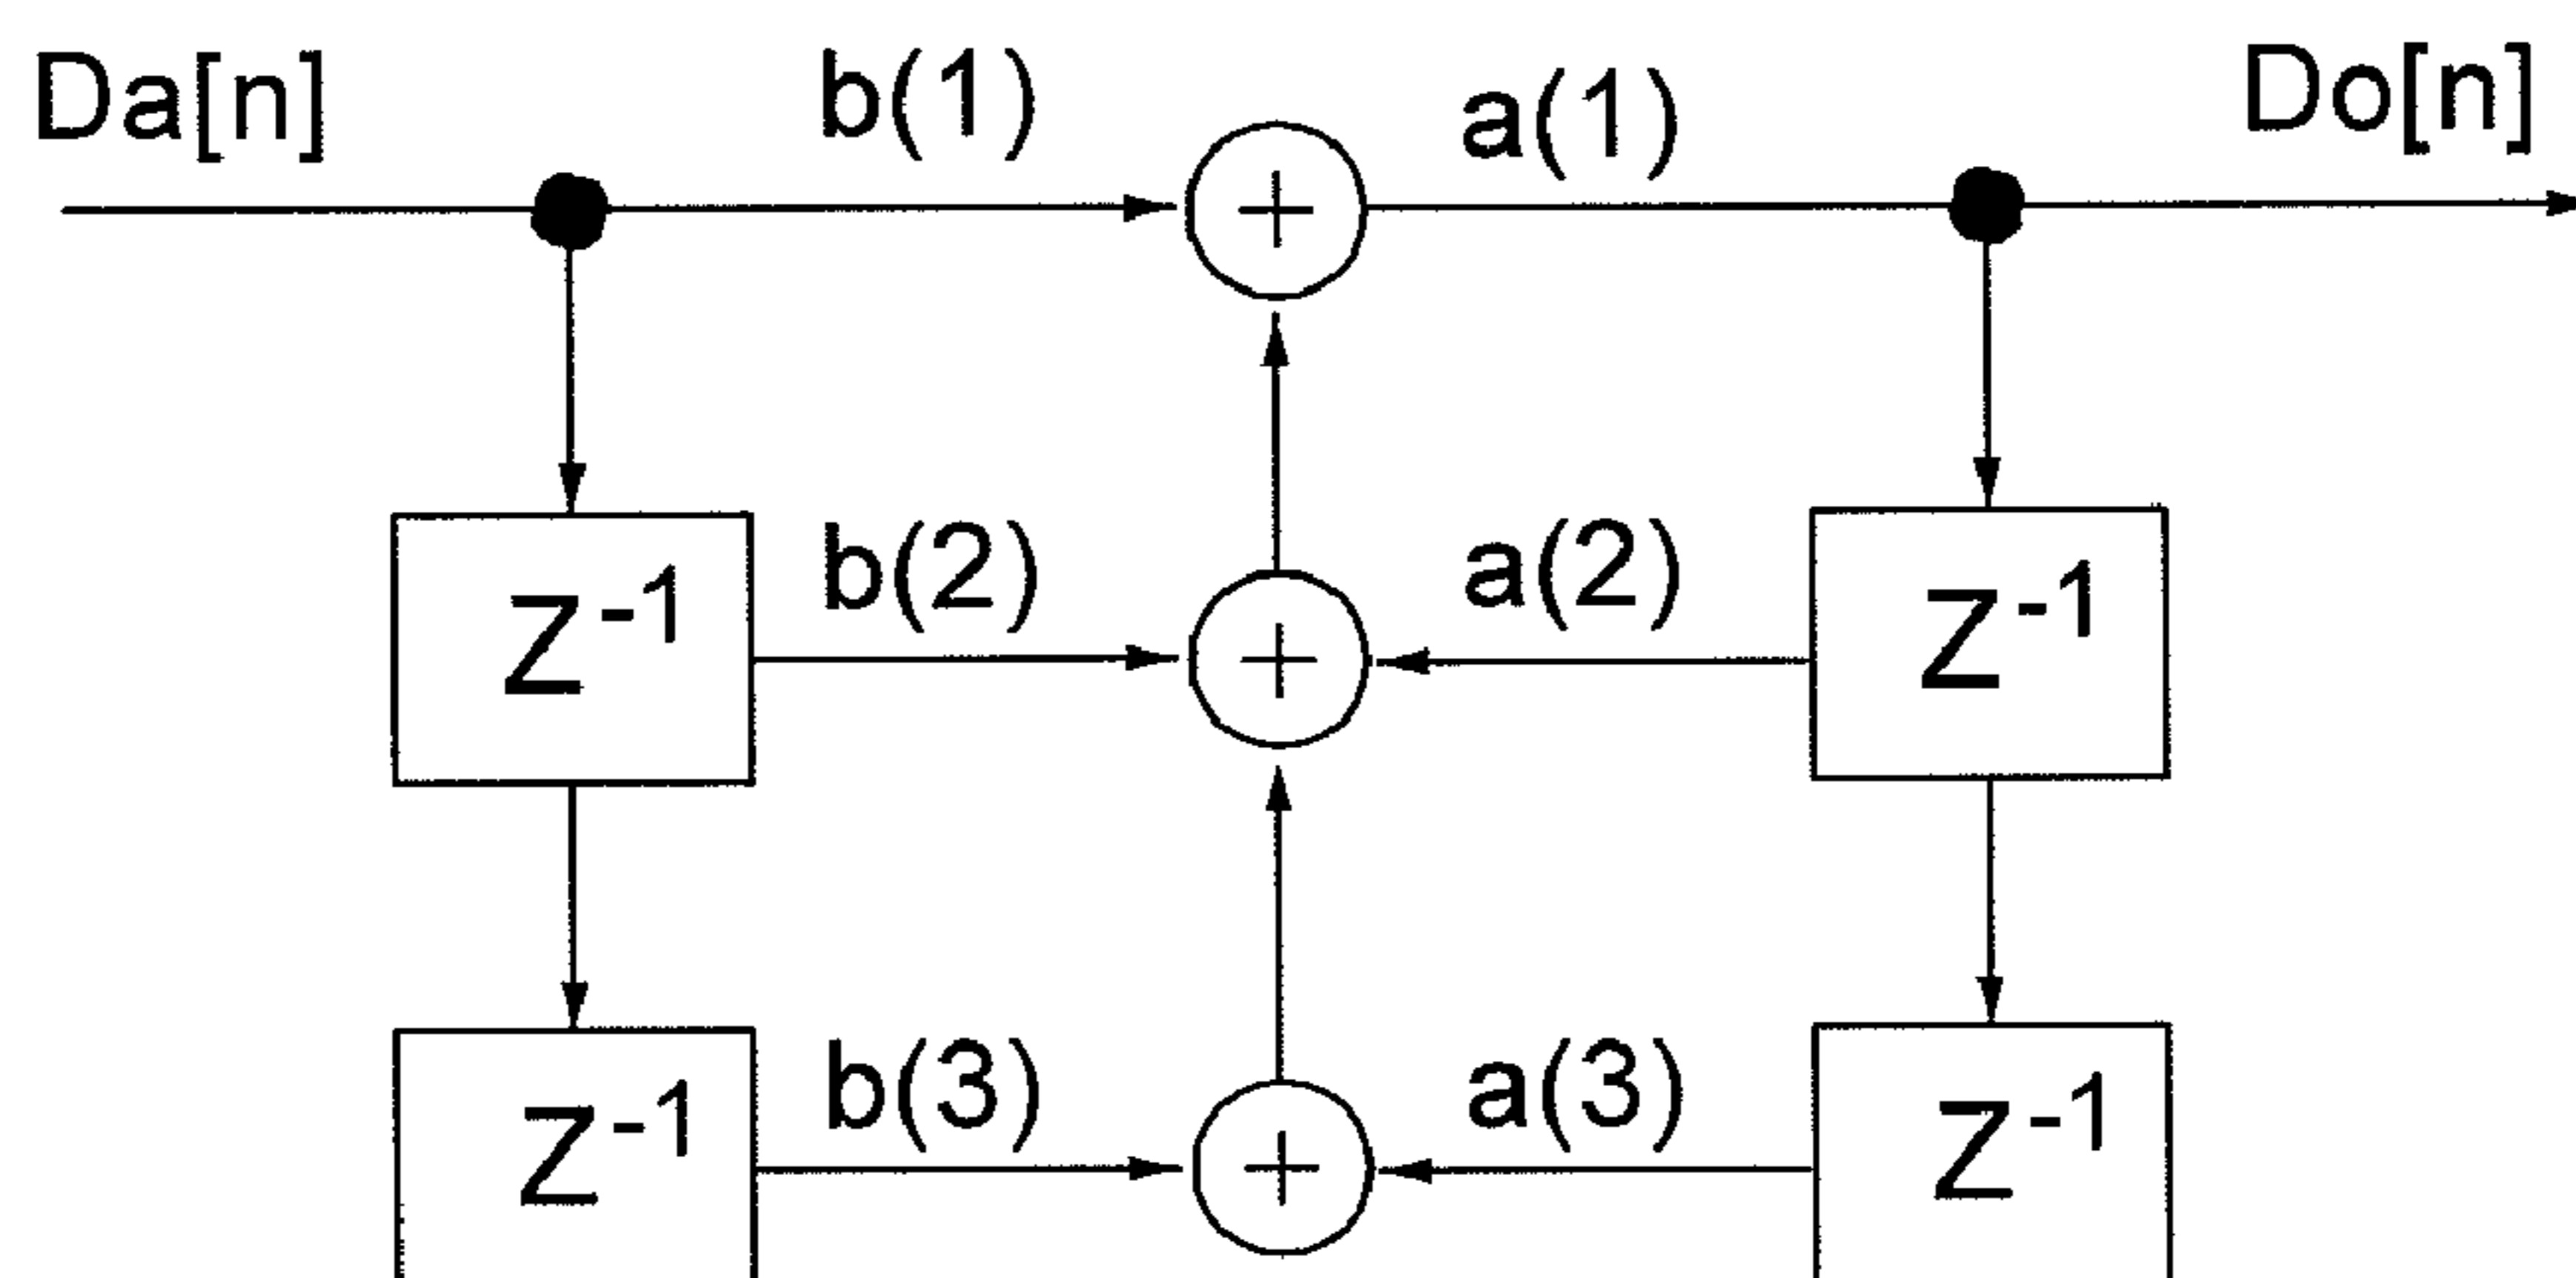 Da[n] b(1) a(1) Do[n]
+
Z-1 b(2) + a(2) Z-1
Z-1 b(3) + a(3) Z-1